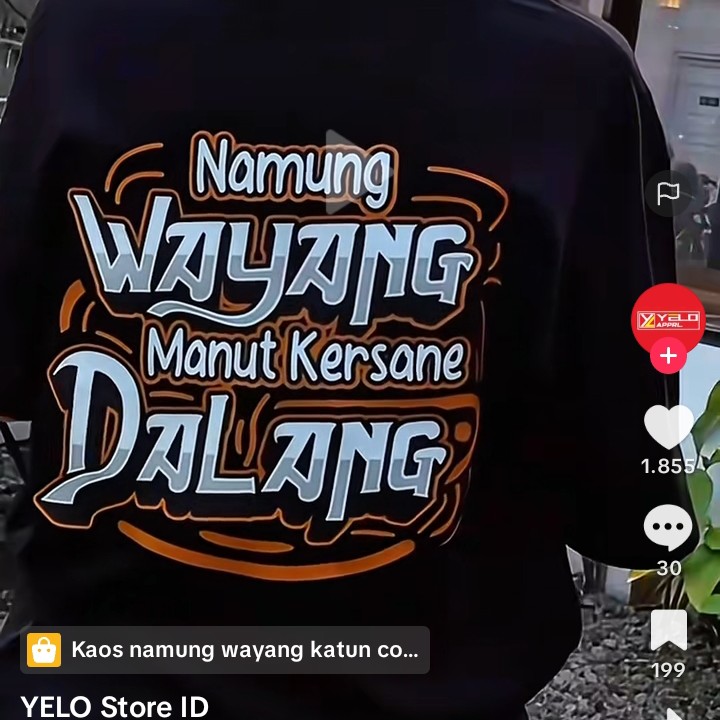 Namung
WAYANG
Manut Kersane
DALANG
YELO
APPRL
1.855
30
199
Kaos namung wayang katun co...
YELO Store ID